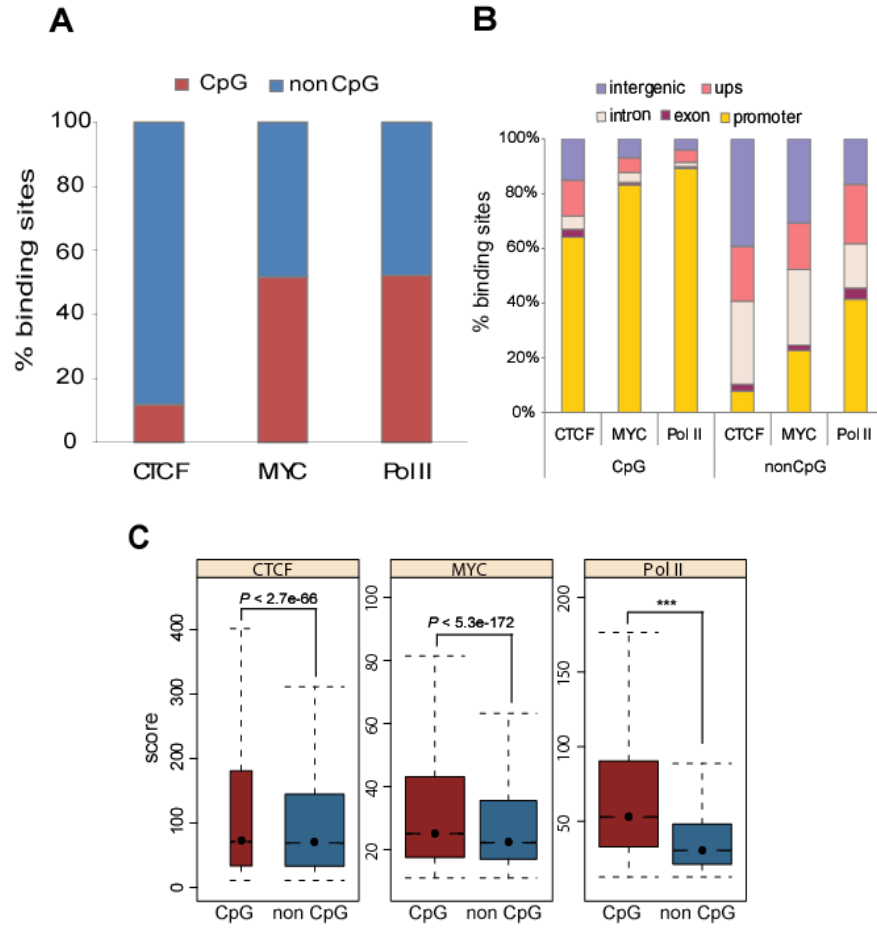 A
CpG nonCpG
% binding sites
100
80
60
40
20
0
CTCF MYC Pol II
B
intergenic ups
intron exon promoter
% binding sites
100%
80%
60%
40%
20%
0%
CTCF MYC Pol II CTCF MYC Pol II
CpG nonCpG
C
CTCF MYC Pol II
P < 2.7e-66
P < 5.3e-172
***
score
400
300
200
100
0
100
80
60
40
20
200
150
100
50
CpG non CpG CpG non CpG CpG non CpG